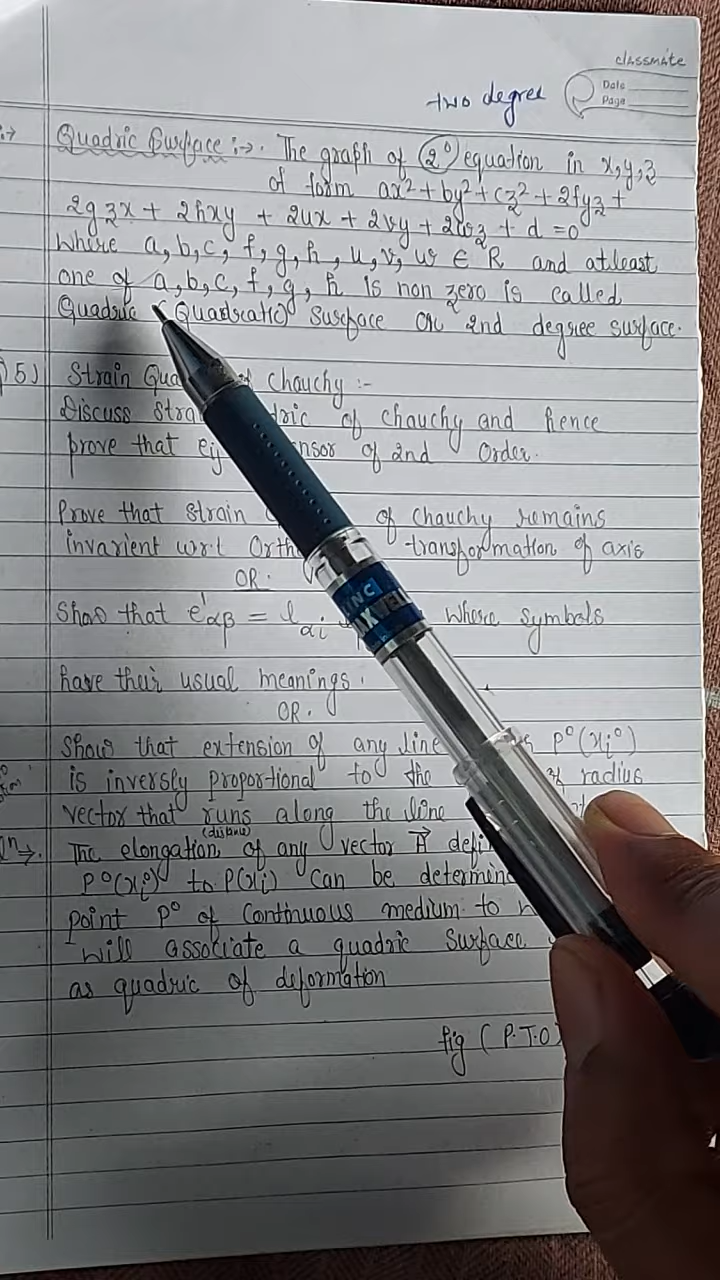 classmate
Date
Page
two degree
Quadric Surface :→. The graph of 2° equation in x,y,z
of form ax² + by² + cz² + 2fyz +
2gzx + 2hxy + 2ux + 2vy + 2wz + d = 0
Where a, b, c, f, g, h, u, v, w ∈ R and atleast
one of a, b, c, f, g, h is non zero is called
Quadric (Quadratic) Surface or 2nd degree surface.
5) Strain Qua of Chauchy :-
Discuss stra dric of Chauchy and hence
prove that eij nsor of 2nd Order.
Prove that strain of Chauchy remains
invarient w.r.t Orth transformation of axis
OR.
Show that e'αβ = lαi Where symbols
have their usual meanings.
OR.
Show that extension of any line P°(xi°)
is inversly proportional to the radius
vector that runs along the line
(distance)
The elongation of any vector A⃗ defi
P°(xi°) to P(xi) can be determin
point P° of Continuous medium to
will associate a quadric Surface
as quadric of deformation
fig (P.T.O)